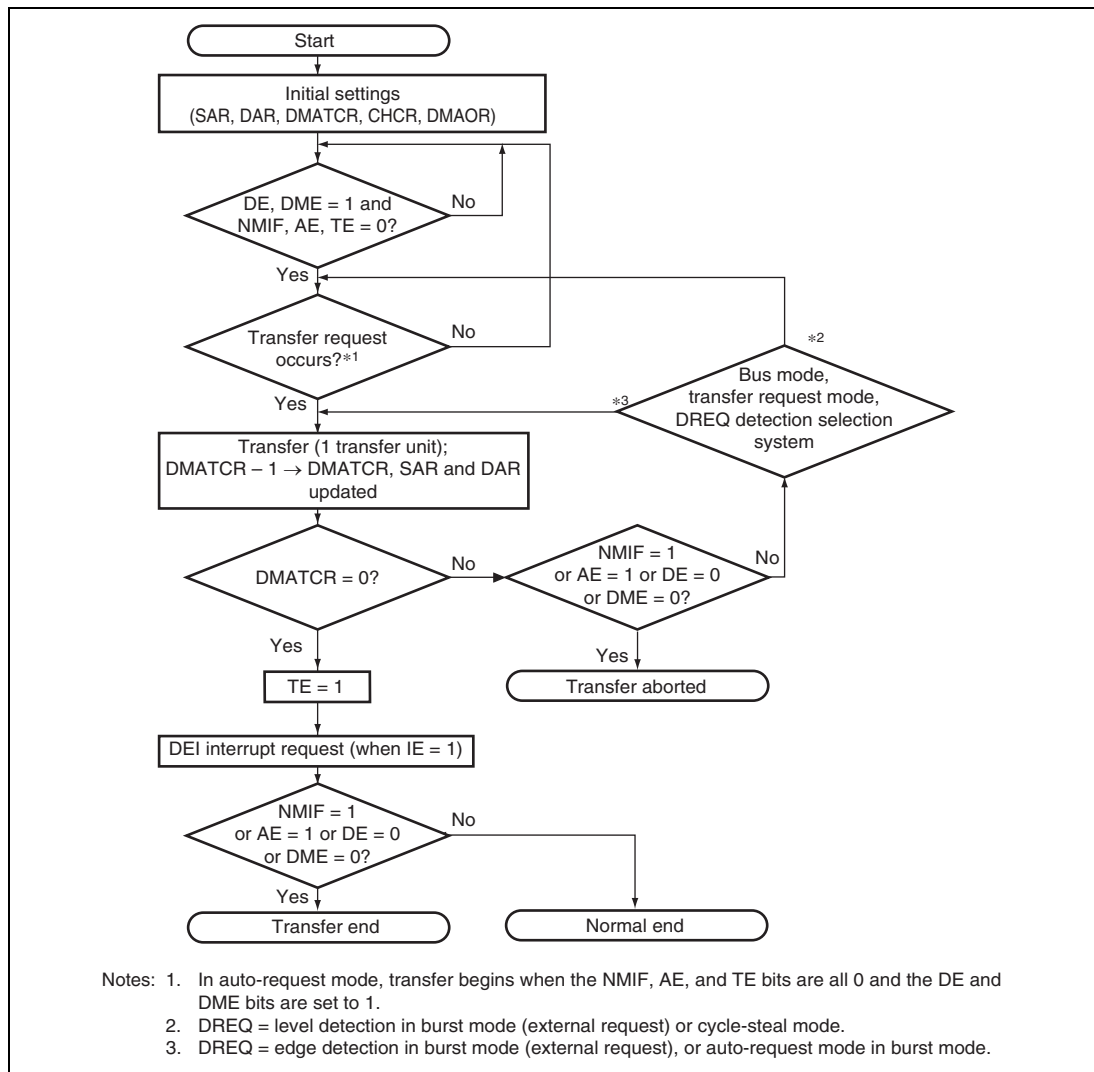 Start
Initial settings
(SAR, DAR, DMATCR, CHCR, DMAOR)
DE, DME = 1 and
NMIF, AE, TE = 0?
No
Yes
Transfer request
occurs?*1
No
Yes
*2
Bus mode,
transfer request mode,
DREQ detection selection
system
*3
Transfer (1 transfer unit);
DMATCR – 1 → DMATCR, SAR and DAR
updated
DMATCR = 0?
No
NMIF = 1
or AE = 1 or DE = 0
or DME = 0?
No
Yes
Yes
TE = 1
Transfer aborted
DEI interrupt request (when IE = 1)
NMIF = 1
or AE = 1 or DE = 0
or DME = 0?
No
Yes
Transfer end
Normal end
Notes: 1. In auto-request mode, transfer begins when the NMIF, AE, and TE bits are all 0 and the DE and
DME bits are set to 1.
2. DREQ = level detection in burst mode (external request) or cycle-steal mode.
3. DREQ = edge detection in burst mode (external request), or auto-request mode in burst mode.